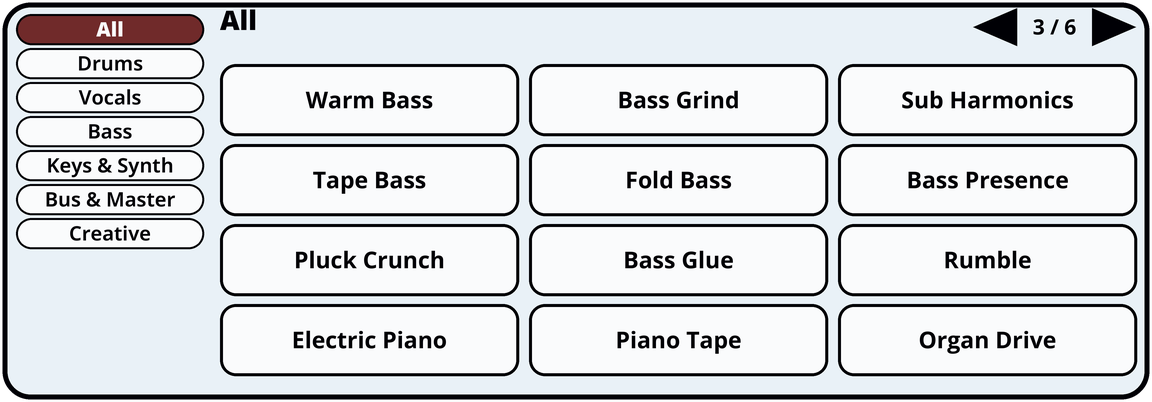 All
Drums
Vocals
Bass
Keys & Synth
Bus & Master
Creative
All
3 / 6
Warm Bass
Bass Grind
Sub Harmonics
Tape Bass
Fold Bass
Bass Presence
Pluck Crunch
Bass Glue
Rumble
Electric Piano
Piano Tape
Organ Drive